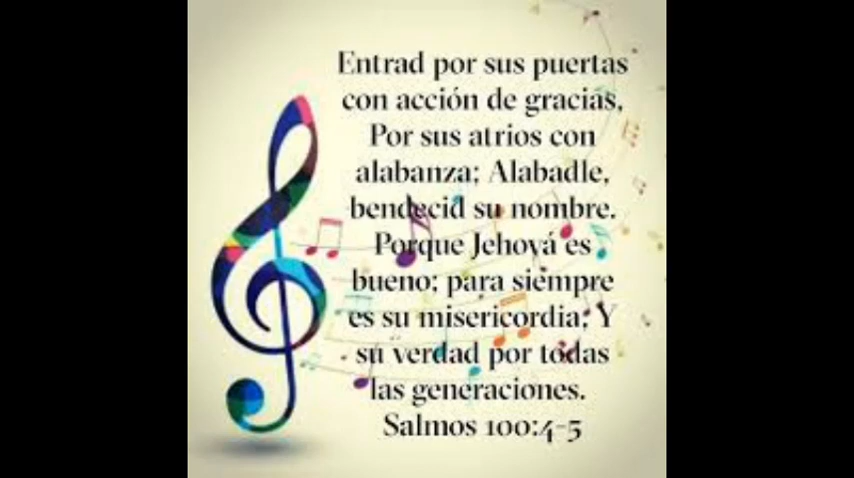 Entrad por sus puertas
con acción de gracias,
Por sus atrios con
alabanza; Alabadle,
bendecid su nombre.
Porque Jehová es
bueno; para siempre
es su misericordia; Y
su verdad por todas
las generaciones.
Salmos 100:4-5